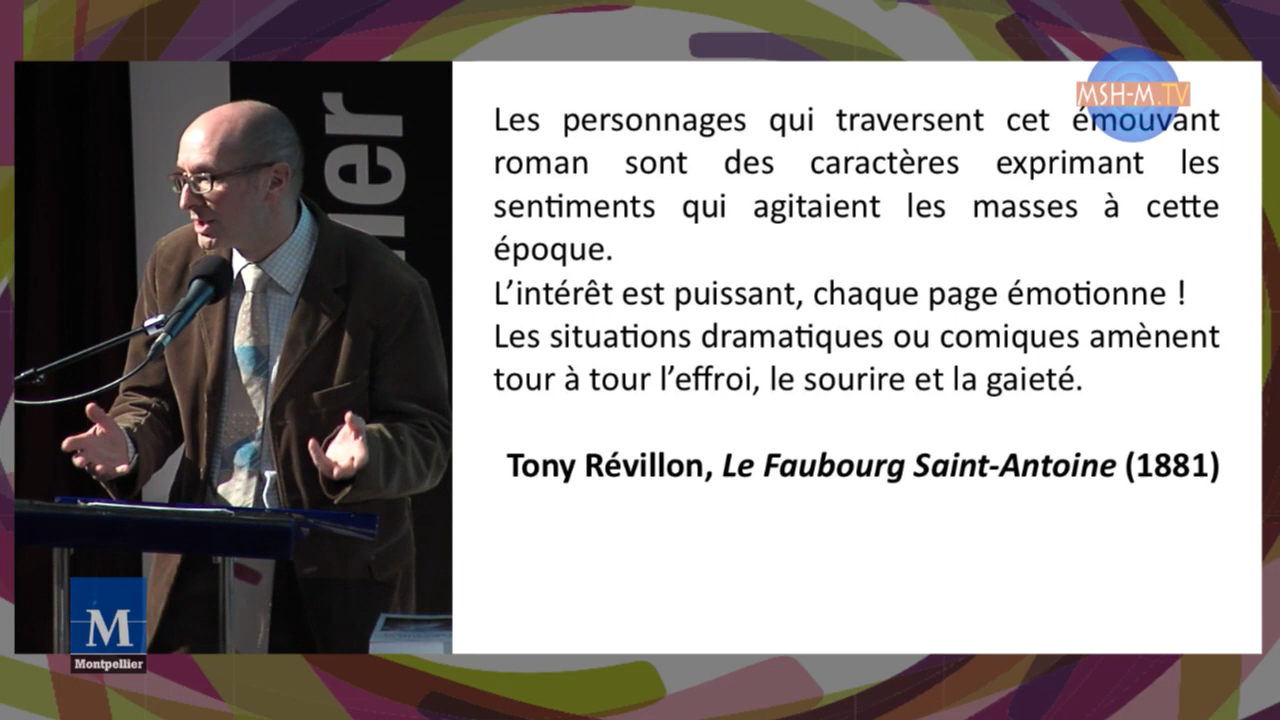 MSH-M.TV
Les personnages qui traversent cet émouvant
roman sont des caractères exprimant les
sentiments qui agitaient les masses à cette
époque.
L’intérêt est puissant, chaque page émotionne !
Les situations dramatiques ou comiques amènent
tour à tour l’effroi, le sourire et la gaieté.
Tony Révillon, Le Faubourg Saint-Antoine (1881)
M
Montpellier